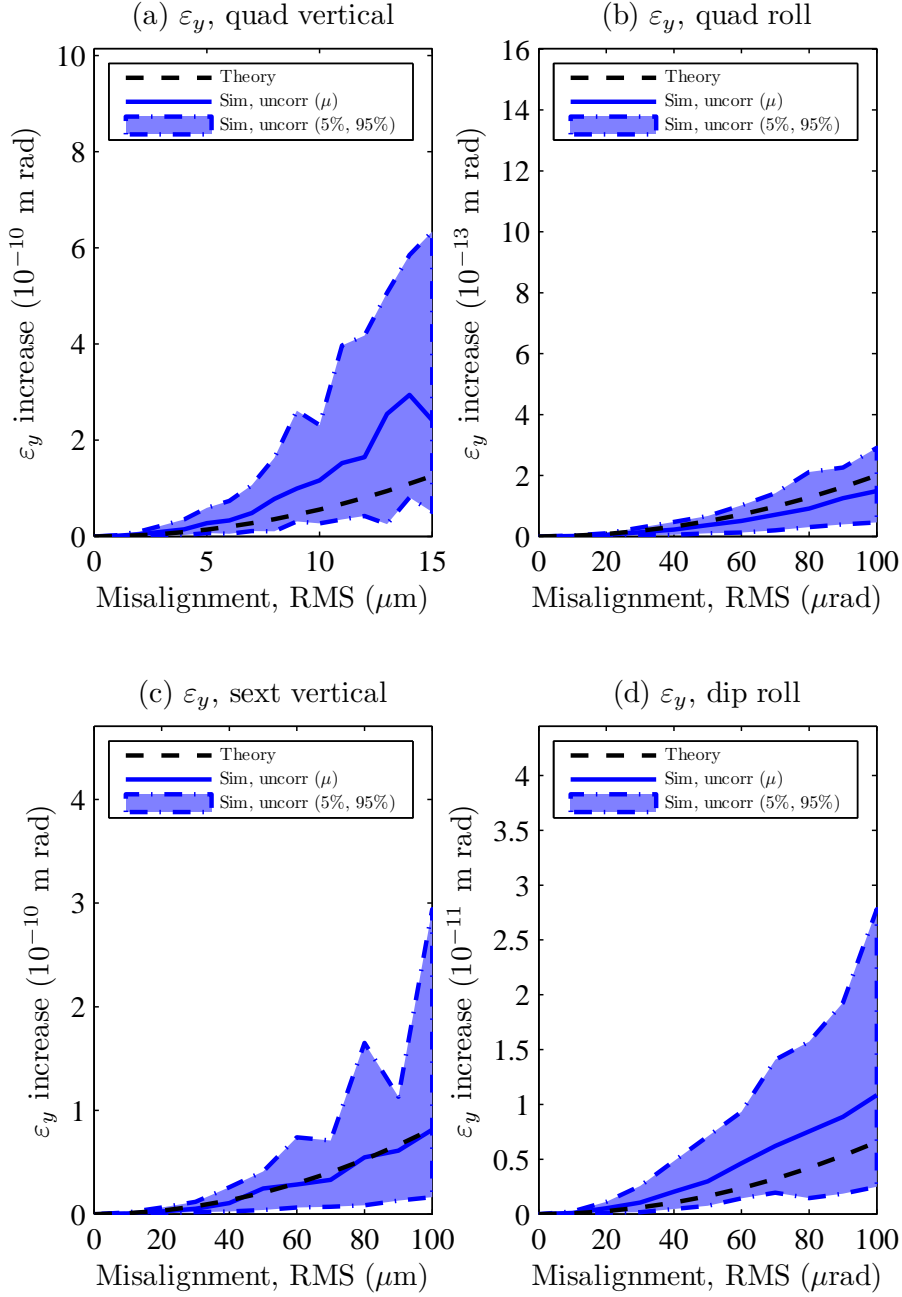 (a) εy, quad vertical
10
8
6
4
2
0
0 5 10 15
εy increase (10−10 m rad)
Misalignment, RMS (μm)
Theory
Sim, uncorr (μ)
Sim, uncorr (5%, 95%)
(b) εy, quad roll
16
14
12
10
8
6
4
2
0
0 20 40 60 80 100
εy increase (10−13 m rad)
Misalignment, RMS (μrad)
Theory
Sim, uncorr (μ)
Sim, uncorr (5%, 95%)
(c) εy, sext vertical
4
3
2
1
0
0 20 40 60 80 100
εy increase (10−10 m rad)
Misalignment, RMS (μm)
Theory
Sim, uncorr (μ)
Sim, uncorr (5%, 95%)
(d) εy, dip roll
4
3.5
3
2.5
2
1.5
1
0.5
0
0 20 40 60 80 100
εy increase (10−11 m rad)
Misalignment, RMS (μrad)
Theory
Sim, uncorr (μ)
Sim, uncorr (5%, 95%)